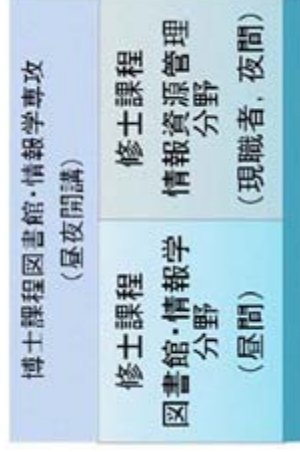 博士課程図書館・情報学専攻
（昼夜開講）
修士課程
図書館・情報学
分野
（昼間）
修士課程
情報資源管理
分野
（現職者，夜間）